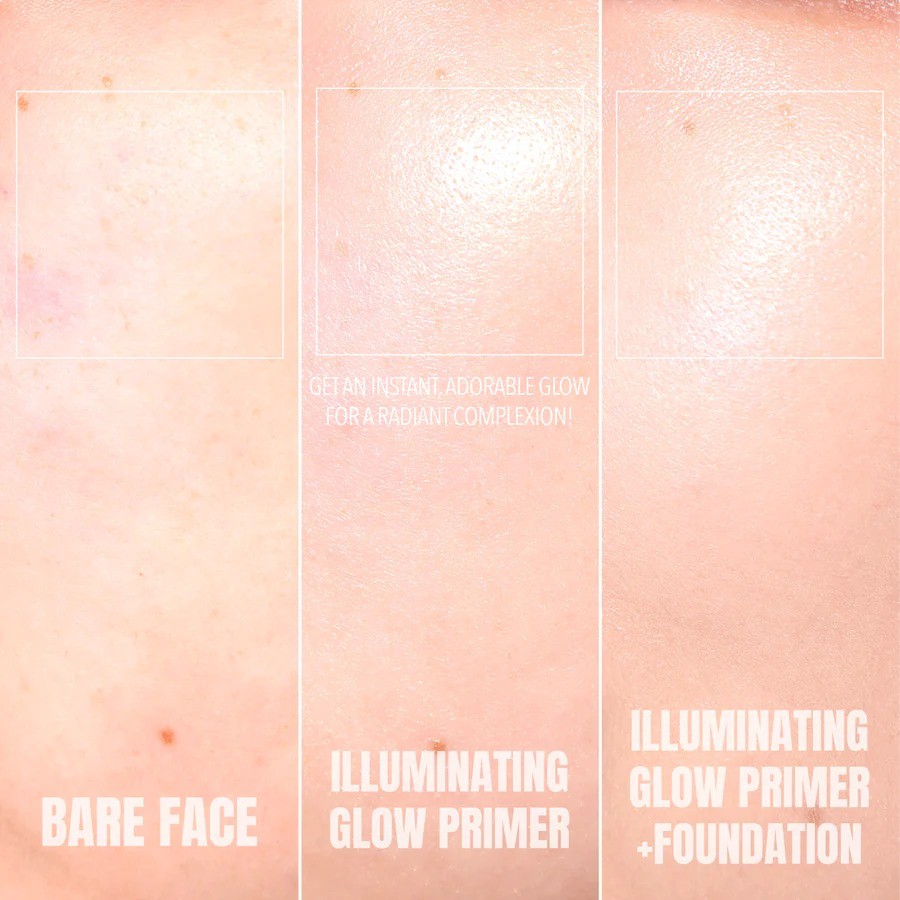 BARE FACE
GET AN INSTANT, ADORABLE GLOW
FOR A RADIANT COMPLEXION!
ILLUMINATING
GLOW PRIMER
ILLUMINATING
GLOW PRIMER
+FOUNDATION